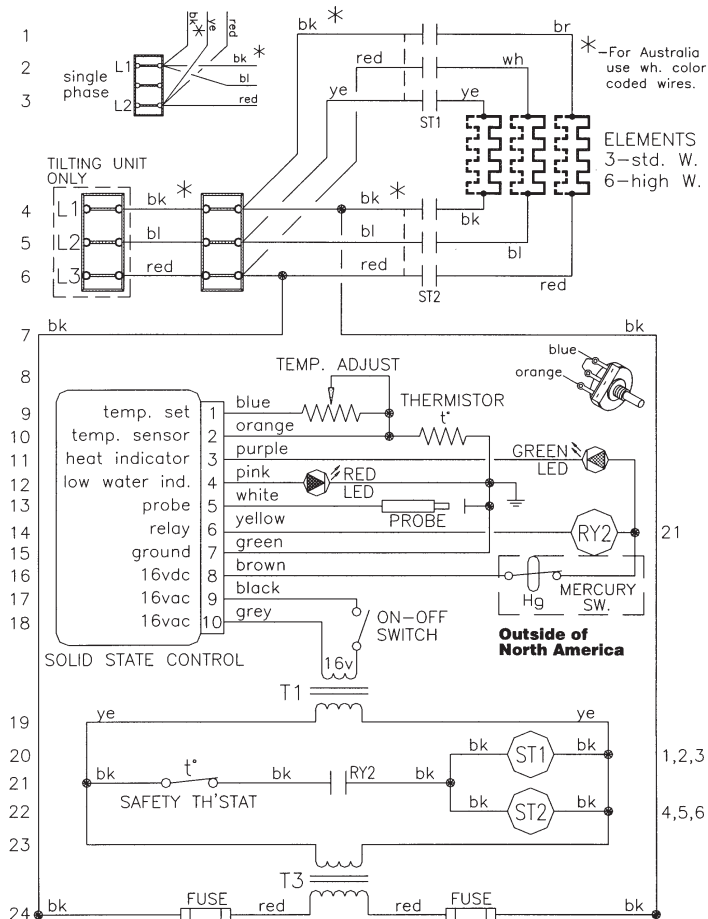 bk
✳
ye
red
1 bk ✳ br
2 L1 bk ✳ red wh
✳–For Australia
use wh. color
coded wires.
single
phase
bl
3 L2 red ye ye
ST1
ELEMENTS
3–std. W.
6–high W.
TILTING UNIT
ONLY
4 L1 bk ✳ bk ✳ bk
5 L2 bl bl bl
6 L3 red red red
ST2
7 bk bk
blue
orange
8 TEMP. ADJUST
THERMISTOR
t°
9 temp. set 1 blue
10 temp. sensor 2 orange
11 heat indicator 3 purple GREEN
LED
12 low water ind. 4 pink RED
LED
13 probe 5 white PROBE
14 relay 6 yellow RY2 21
15 ground 7 green
16 16vdc 8 brown Hg MERCURY
SW.
17 16vac 9 black
18 16vac 10 grey ON–OFF
SWITCH
Outside of
North America
SOLID STATE CONTROL
16v
T1
19 ye ye
20 bk ST1 bk 1,2,3
21 bk t° bk RY2 bk
SAFETY TH'STAT
22 bk ST2 bk 4,5,6
23
T3
24 bk FUSE red red FUSE bk